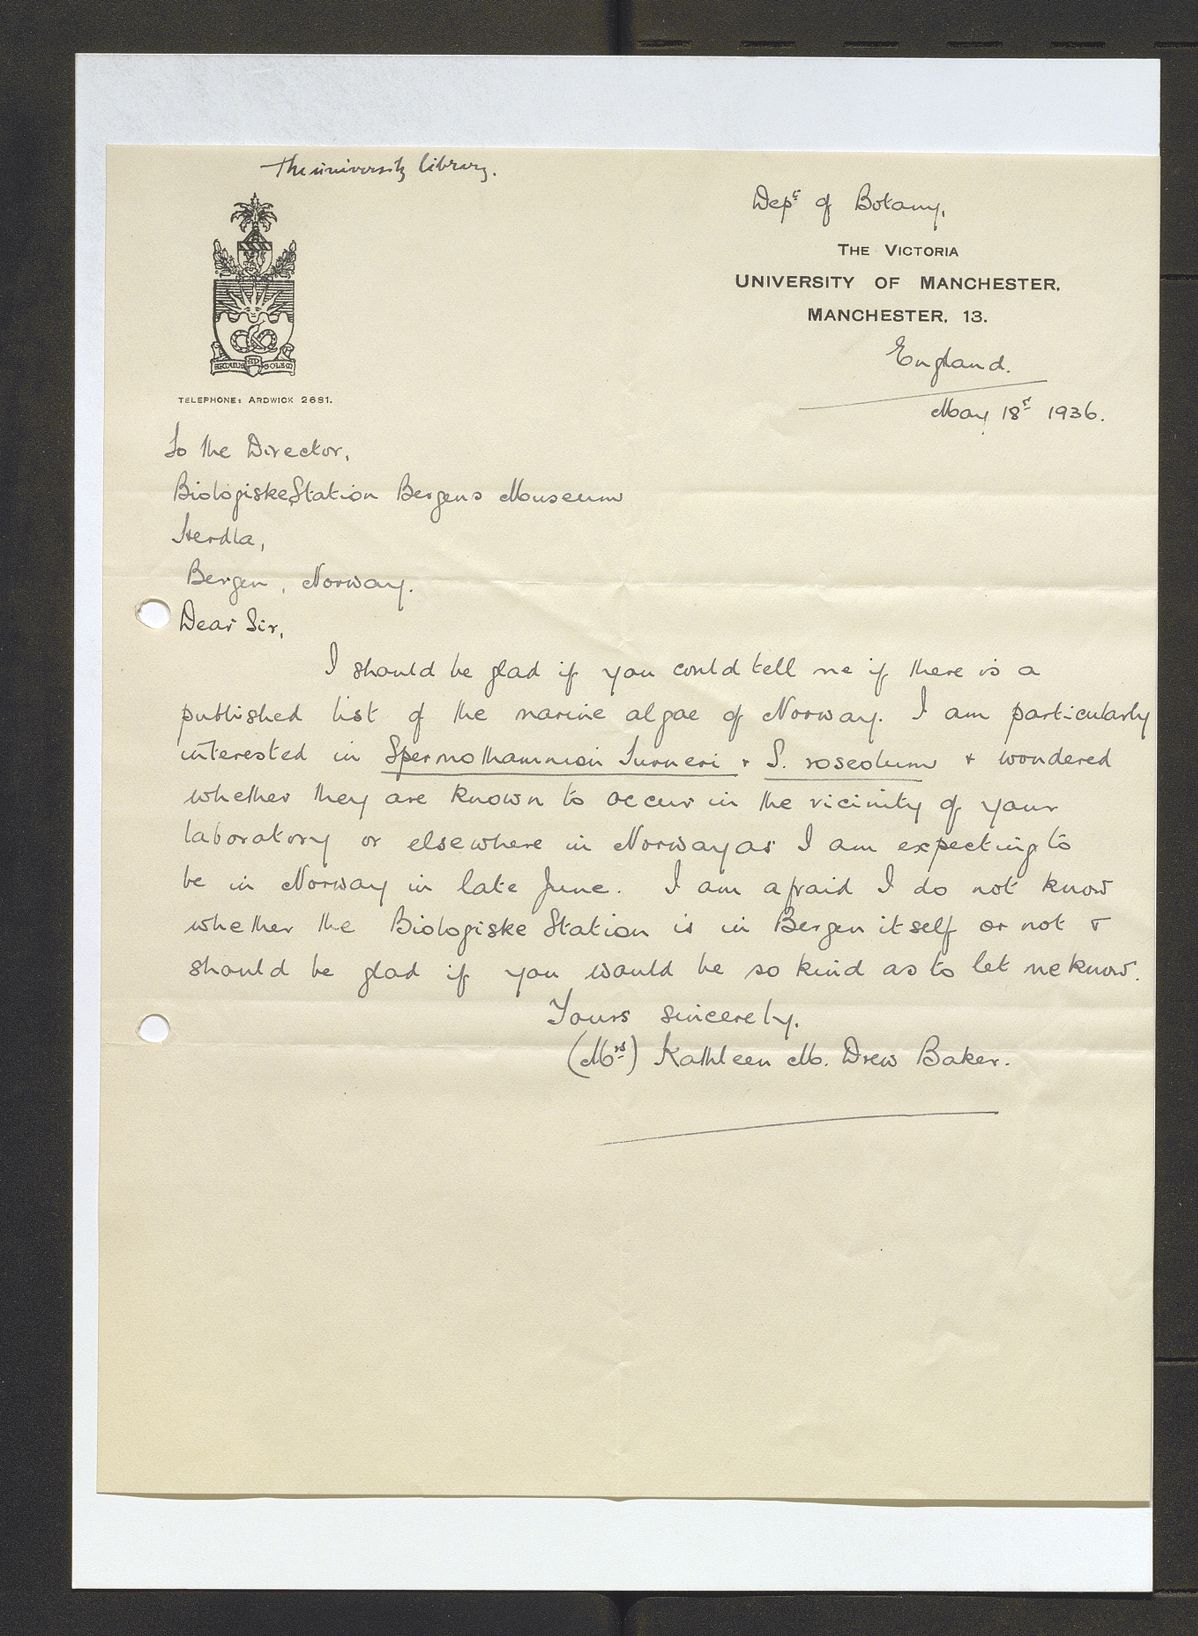 The university library.
Dept of Botany,
THE VICTORIA
UNIVERSITY OF MANCHESTER,
MANCHESTER, 13.
England.
May 18t 1936.
TELEPHONE: ARDWICK 2681.
To the Director,
Biologiske Station Bergens Museum
Herdla,
Bergen, Norway.
Dear Sir,
I should be glad if you could tell me if there is a
published list of the marine algae of Norway. I am particularly
interested in Spermothamnion Turneri + S. roseolum + wondered
whether they are known to occur in the vicinity of your
laboratory or elsewhere in Norway as I am expecting to
be in Norway in late June. I am afraid I do not know
whether the Biologiske Station is in Bergen itself or not &
should be glad if you would be so kind as to let me know.
Yours sincerely,
(Mrs) Kathleen M. Drew Baker.